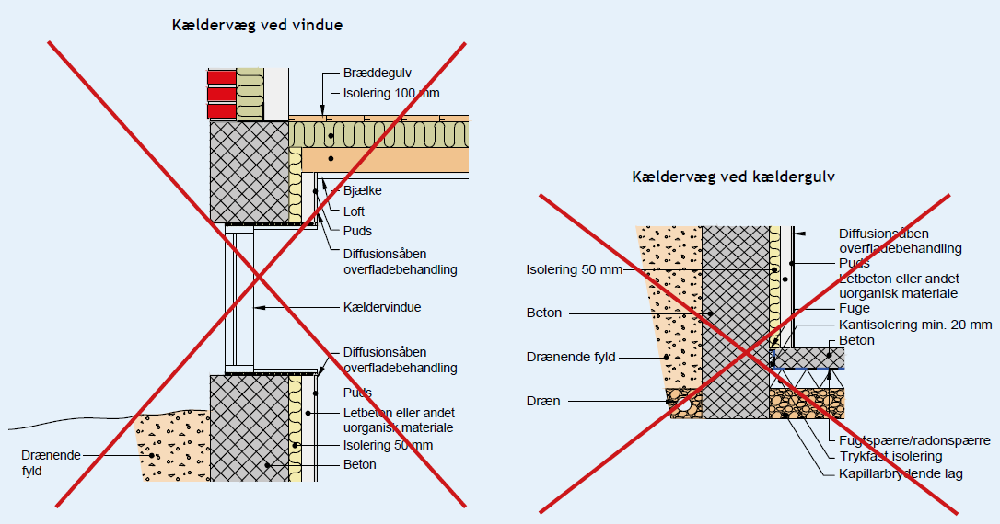 Kældervæg ved vindue
Bræddegulv
Isolering 100 mm
Bjælke
Loft
Puds
Diffusionsåben
overfladebehandling
Kældervindue
Diffusionsåben
overfladebehandling
Puds
Letbeton eller andet
uorganisk materiale
Isolering 50 mm
Beton
Drænende
fyld
Kældervæg ved kældergulv
Isolering 50 mm
Beton
Drænende fyld
Dræn
Diffusionsåben
overfladebehandling
Puds
Letbeton eller andet
uorganisk materiale
Fuge
Kantisolering min. 20 mm
Beton
Fugtspærre/radonspærre
Trykfast isolering
Kapillarbrydende lag